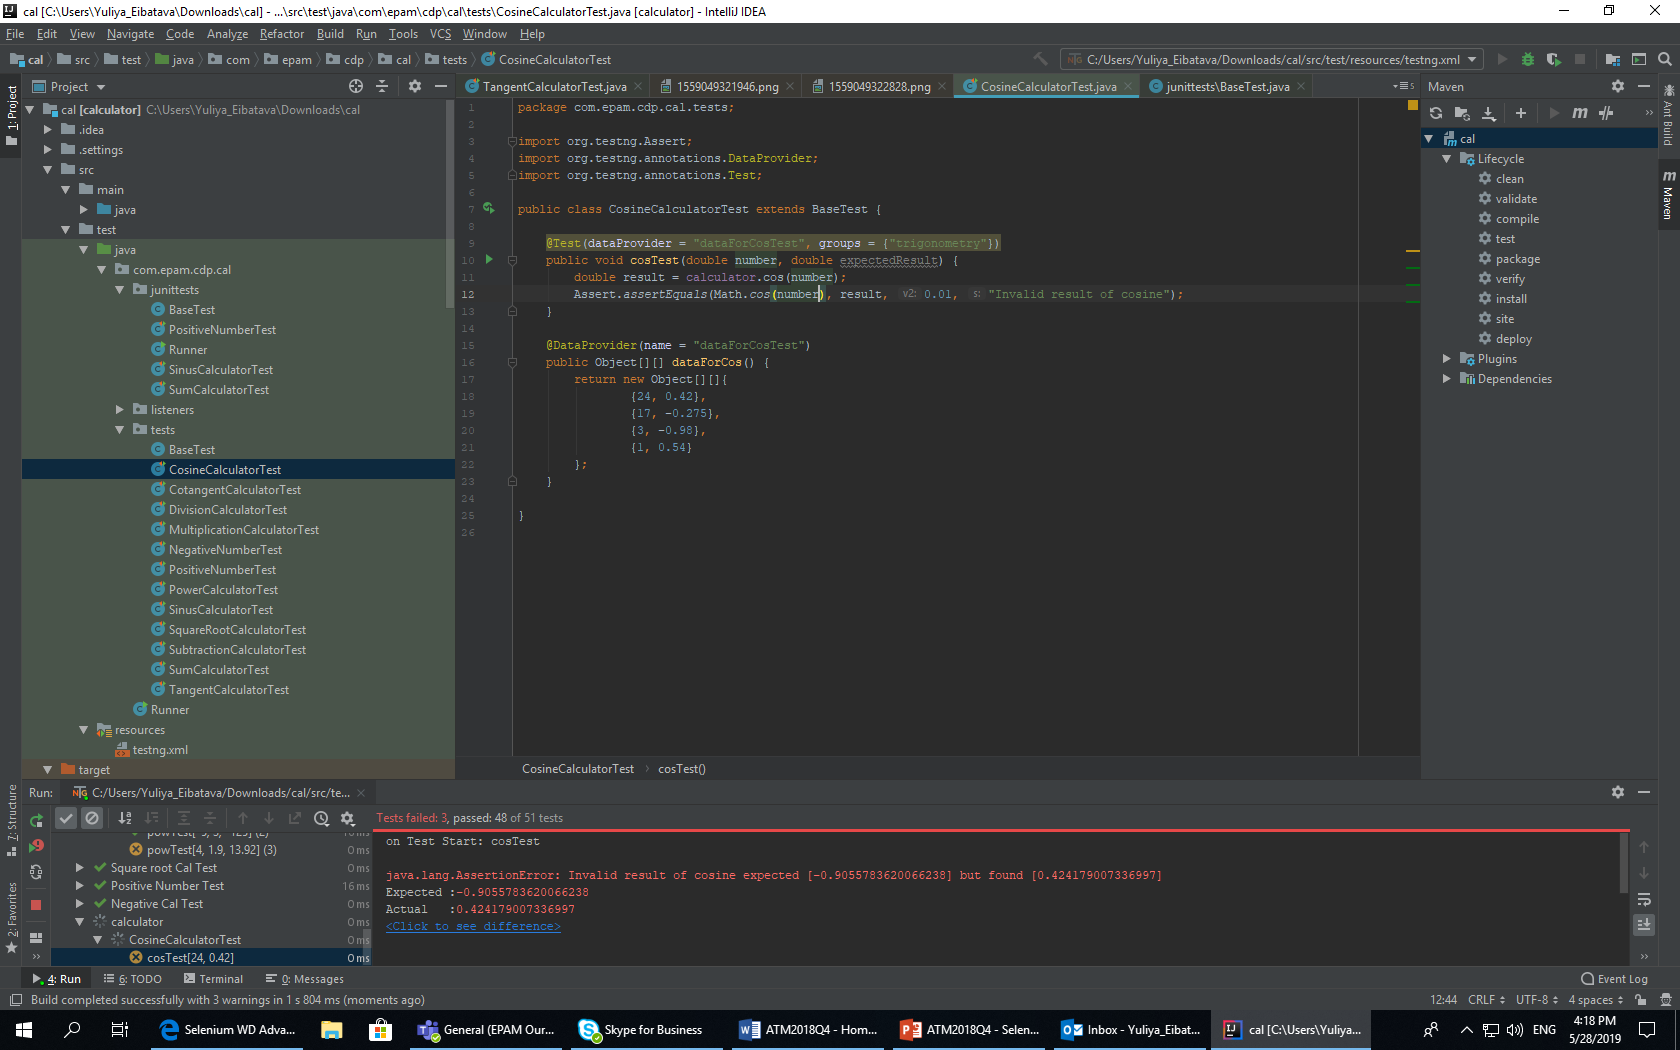 cal [C:\Users\Yuliya_Eibatava\Downloads\cal] - ...\src\test\java\com\epam\cdp\cal\tests\CosineCalculatorTest.java [calculator] - IntelliJ IDEA
File Edit View Navigate Code Analyze Refactor Build Run Tools VCS Window Help
cal src test java com epam cdp cal tests CosineCalculatorTest C:/Users/Yuliya_Eibatava/Downloads/cal/src/test/resources/testng.xml
1: Project
Project
cal [calculator] C:\Users\Yuliya_Eibatava\Downloads\cal
.idea
.settings
src
main
java
test
java
com.epam.cdp.cal
junittests
BaseTest
PositiveNumberTest
Runner
SinusCalculatorTest
SumCalculatorTest
listeners
tests
BaseTest
CosineCalculatorTest
CotangentCalculatorTest
DivisionCalculatorTest
MultiplicationCalculatorTest
NegativeNumberTest
PositiveNumberTest
PowerCalculatorTest
SinusCalculatorTest
SquareRootCalculatorTest
SubtractionCalculatorTest
SumCalculatorTest
TangentCalculatorTest
Runner
resources
testng.xml
target
TangentCalculatorTest.java 1559049321946.png 1559049322828.png CosineCalculatorTest.java junittests\BaseTest.java
1 package com.epam.cdp.cal.tests;
2
3 import org.testng.Assert;
4 import org.testng.annotations.DataProvider;
5 import org.testng.annotations.Test;
6
7 public class CosineCalculatorTest extends BaseTest {
8
9 @Test(dataProvider = "dataForCosTest", groups = {"trigonometry"})
10 public void cosTest(double number, double expectedResult) {
11 double result = calculator.cos(number);
12 Assert.assertEquals(Math.cos(number), result, v2: 0.01, s: "Invalid result of cosine");
13 }
14
15 @DataProvider(name = "dataForCosTest")
16 public Object[][] dataForCos() {
17 return new Object[][]{
18 {24, 0.42},
19 {17, -0.275},
20 {3, -0.98},
21 {1, 0.54}
22 };
23 }
24
25 }
26
CosineCalculatorTest cosTest()
Maven
cal
Lifecycle
clean
validate
compile
test
package
verify
install
site
deploy
Plugins
Dependencies
Ant Build
Maven
7: Structure
2: Favorites
Run: C:/Users/Yuliya_Eibatava/Downloads/cal/src/te...
Tests failed: 3, passed: 48 of 51 tests
powTest[4, 1.9, 13.92] (3) 0 ms
Square root Cal Test 0 ms
Positive Number Test 16 ms
Negative Cal Test 0 ms
calculator 0 ms
CosineCalculatorTest 0 ms
cosTest[24, 0.42] 0 ms
on Test Start: cosTest
java.lang.AssertionError: Invalid result of cosine expected [-0.9055783620066238] but found [0.424179007336997]
Expected :-0.9055783620066238
Actual :0.424179007336997
<Click to see difference>
4: Run 6: TODO Terminal 0: Messages Event Log
Build completed successfully with 3 warnings in 1 s 804 ms (moments ago) 12:44 CRLF UTF-8 4 spaces
Selenium WD Adva... General (EPAM Our... Skype for Business ATM2018Q4 - Hom... ATM2018Q4 - Selen... Inbox - Yuliya_Eibat... cal [C:\Users\Yuliya... ENG 4:18 PM
5/28/2019